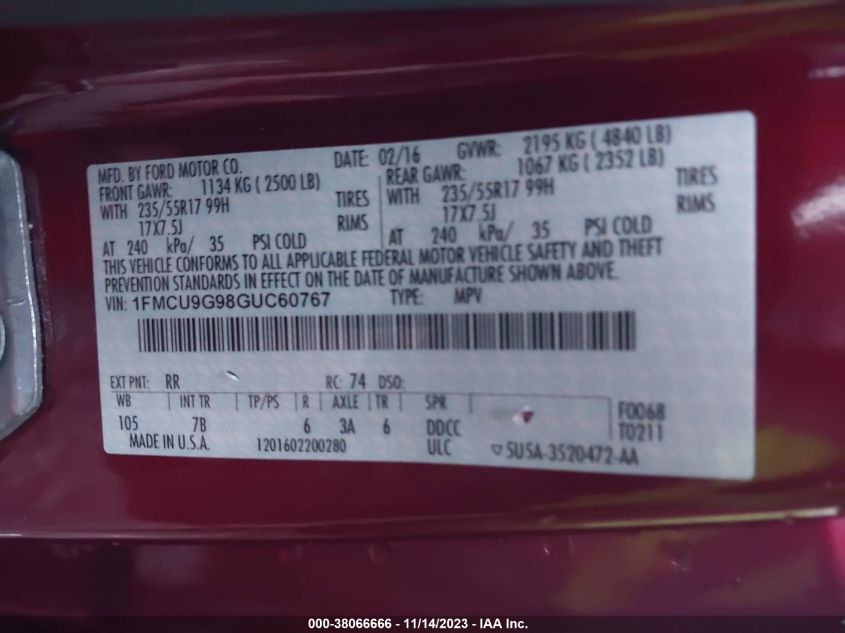 MFD. BY FORD MOTOR CO. DATE: 02/16 GVWR: 2195 KG ( 4840 LB)
FRONT GAWR: 1134 KG ( 2500 LB) REAR GAWR: 1067 KG ( 2352 LB)
WITH 235/55R17 99H TIRES WITH 235/55R17 99H TIRES
17X7.5J RIMS 17X7.5J RIMS
AT 240 kPa/ 35 PSI COLD AT 240 kPa/ 35 PSI COLD
THIS VEHICLE CONFORMS TO ALL APPLICABLE FEDERAL MOTOR VEHICLE SAFETY AND THEFT
PREVENTION STANDARDS IN EFFECT ON THE DATE OF MANUFACTURE SHOWN ABOVE.
VIN: 1FMCU9G98GUC60767 TYPE: MPV
EXT PNT: RR RC: 74 DSO:
WB INT TR TP/PS R AXLE TR SPR
105 7B 6 3A 6 DDCC F0068
MADE IN U.S.A. 1201602200280 ULC ▽5U5A-3520472-AA T0211
000-38066666 - 11/14/2023 - IAA Inc.